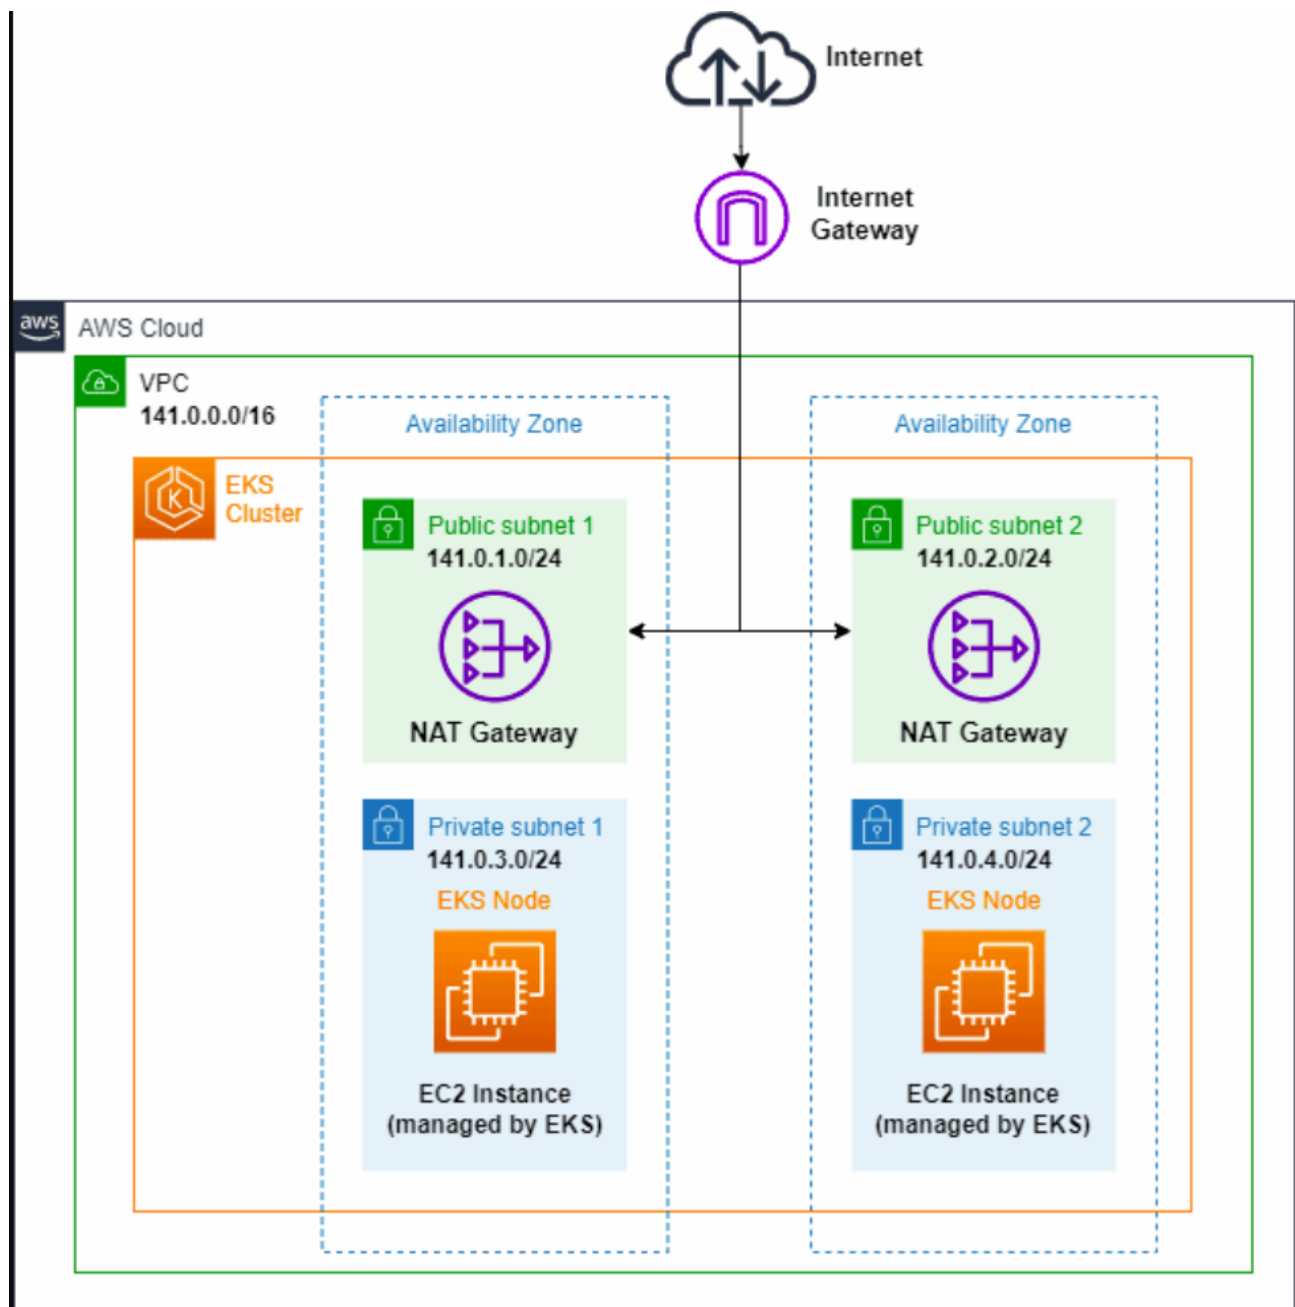 Internet
Internet
Gateway
aws
AWS Cloud
VPC
141.0.0.0/16
Availability Zone
Availability Zone
K
EKS
Cluster
Public subnet 1
141.0.1.0/24
NAT Gateway
Public subnet 2
141.0.2.0/24
NAT Gateway
Private subnet 1
141.0.3.0/24
EKS Node
EC2 Instance
(managed by EKS)
Private subnet 2
141.0.4.0/24
EKS Node
EC2 Instance
(managed by EKS)